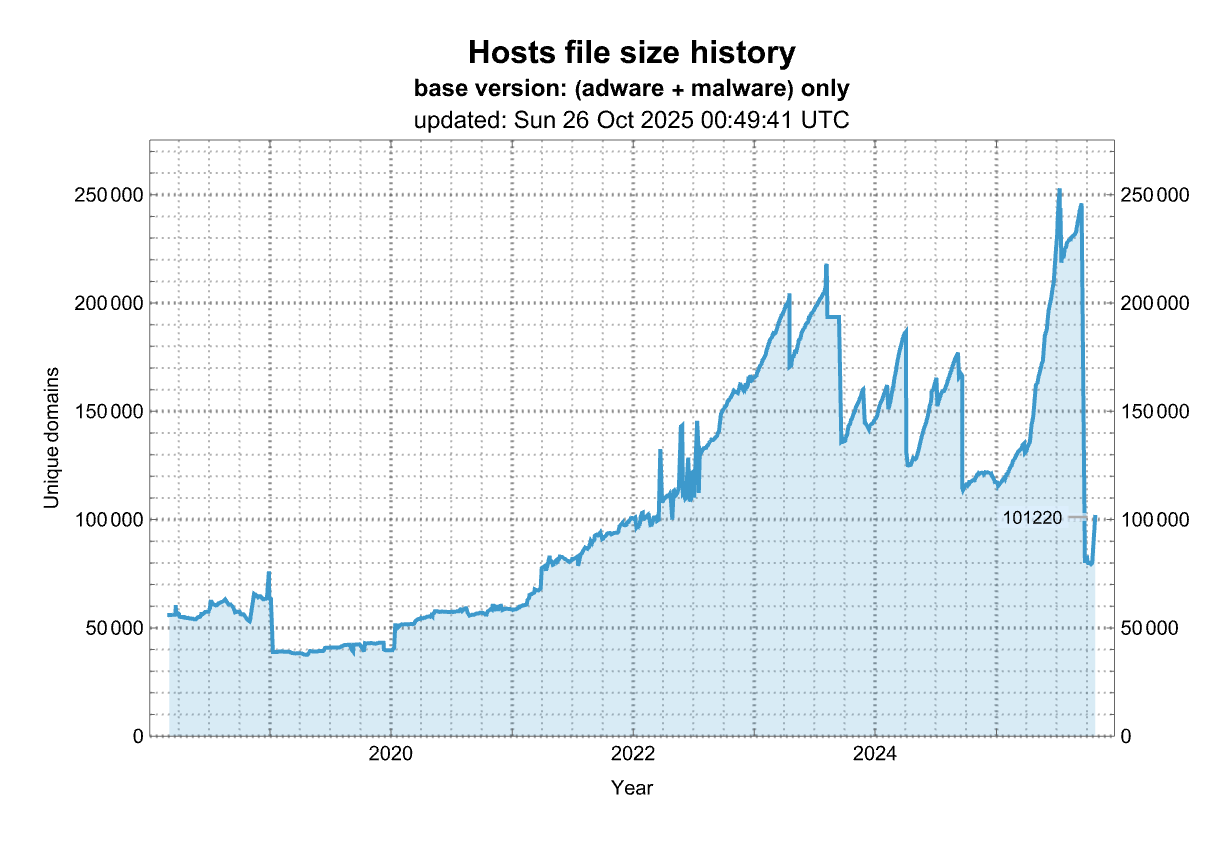 Hosts file size history
base version: (adware + malware) only
updated: Sun 26 Oct 2025 00:49:41 UTC
250 000 250 000
200 000 200 000
150 000 150 000
101220
100 000 100 000
50 000 50 000
0 0
Unique domains
2020 2022 2024
Year